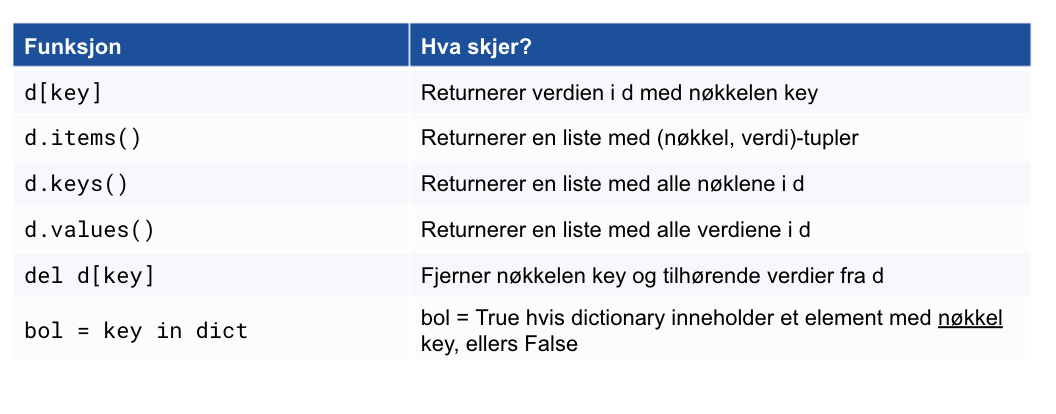 Funksjon
Hva skjer?
d[key]
Returnerer verdien i d med nøkkelen key
d.items()
Returnerer en liste med (nøkkel, verdi)-tupler
d.keys()
Returnerer en liste med alle nøklene i d
d.values()
Returnerer en liste med alle verdiene i d
del d[key]
Fjerner nøkkelen key og tilhørende verdier fra d
bol = key in dict
bol = True hvis dictionary inneholder et element med nøkkel
key, ellers False